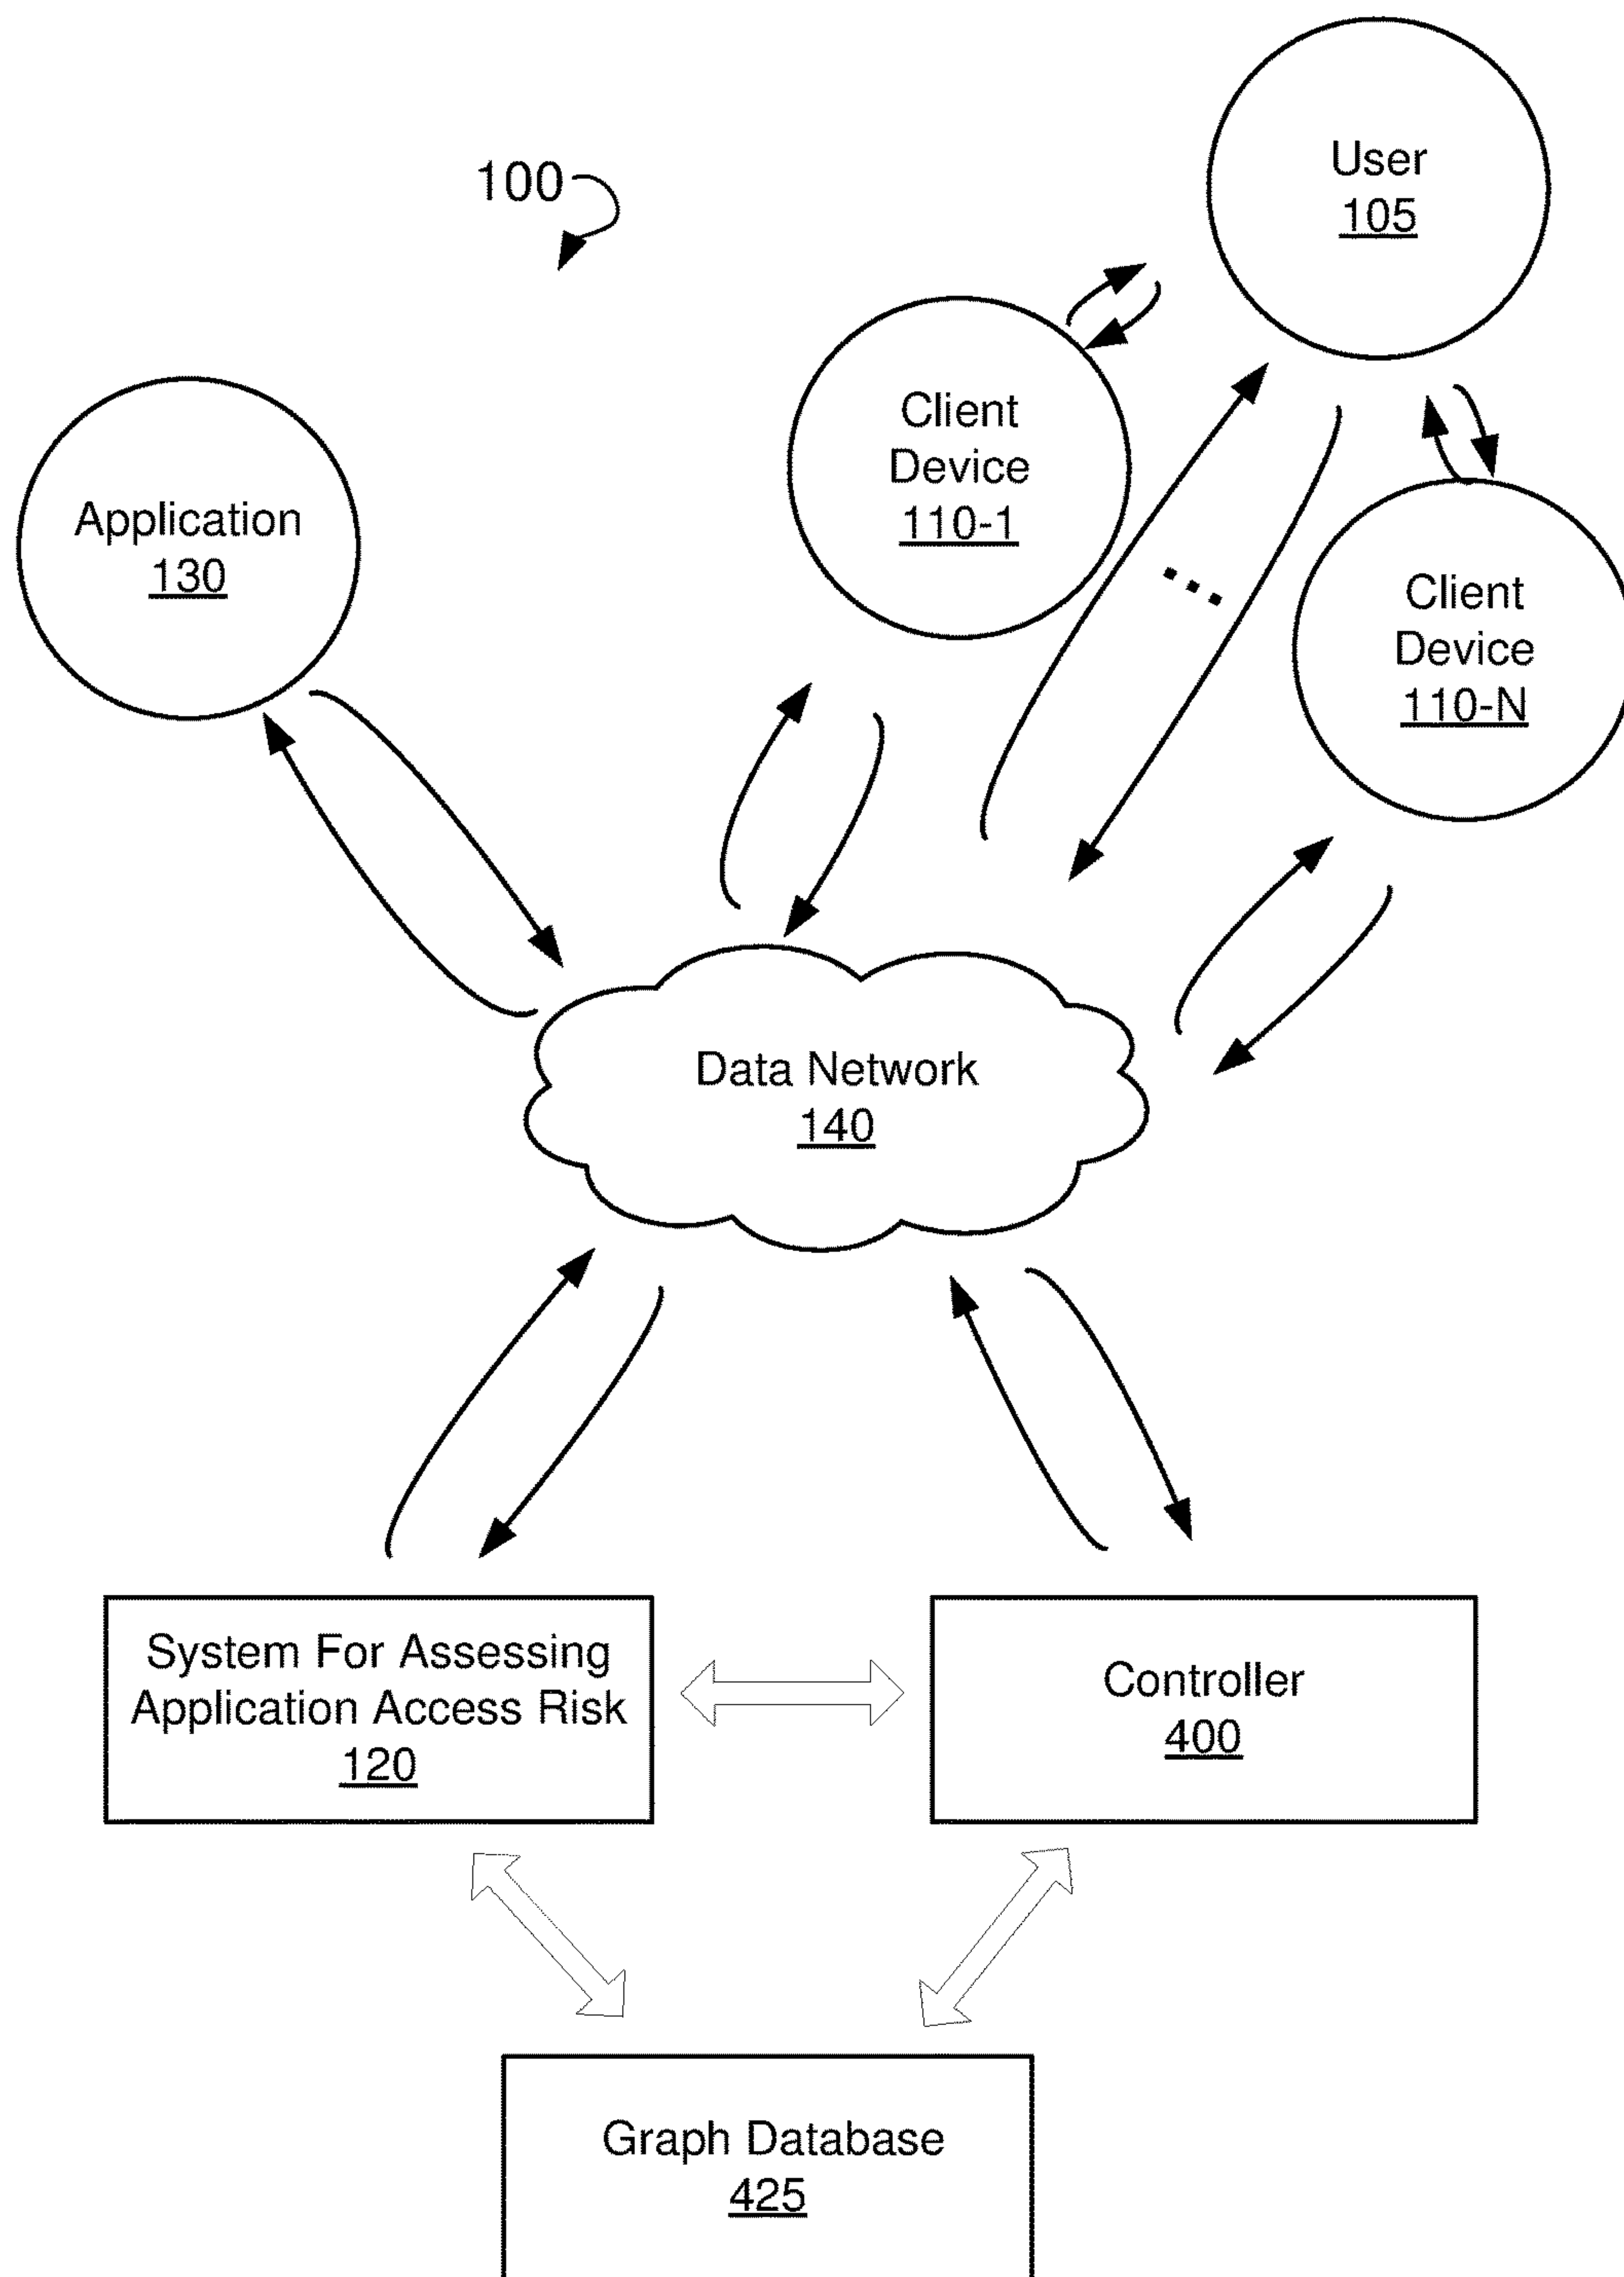 100
User
105
Client
Device
110-1
Application
130
Client
Device
110-N
Data Network
140
System For Assessing
Application Access Risk
120
Controller
400
Graph Database
425